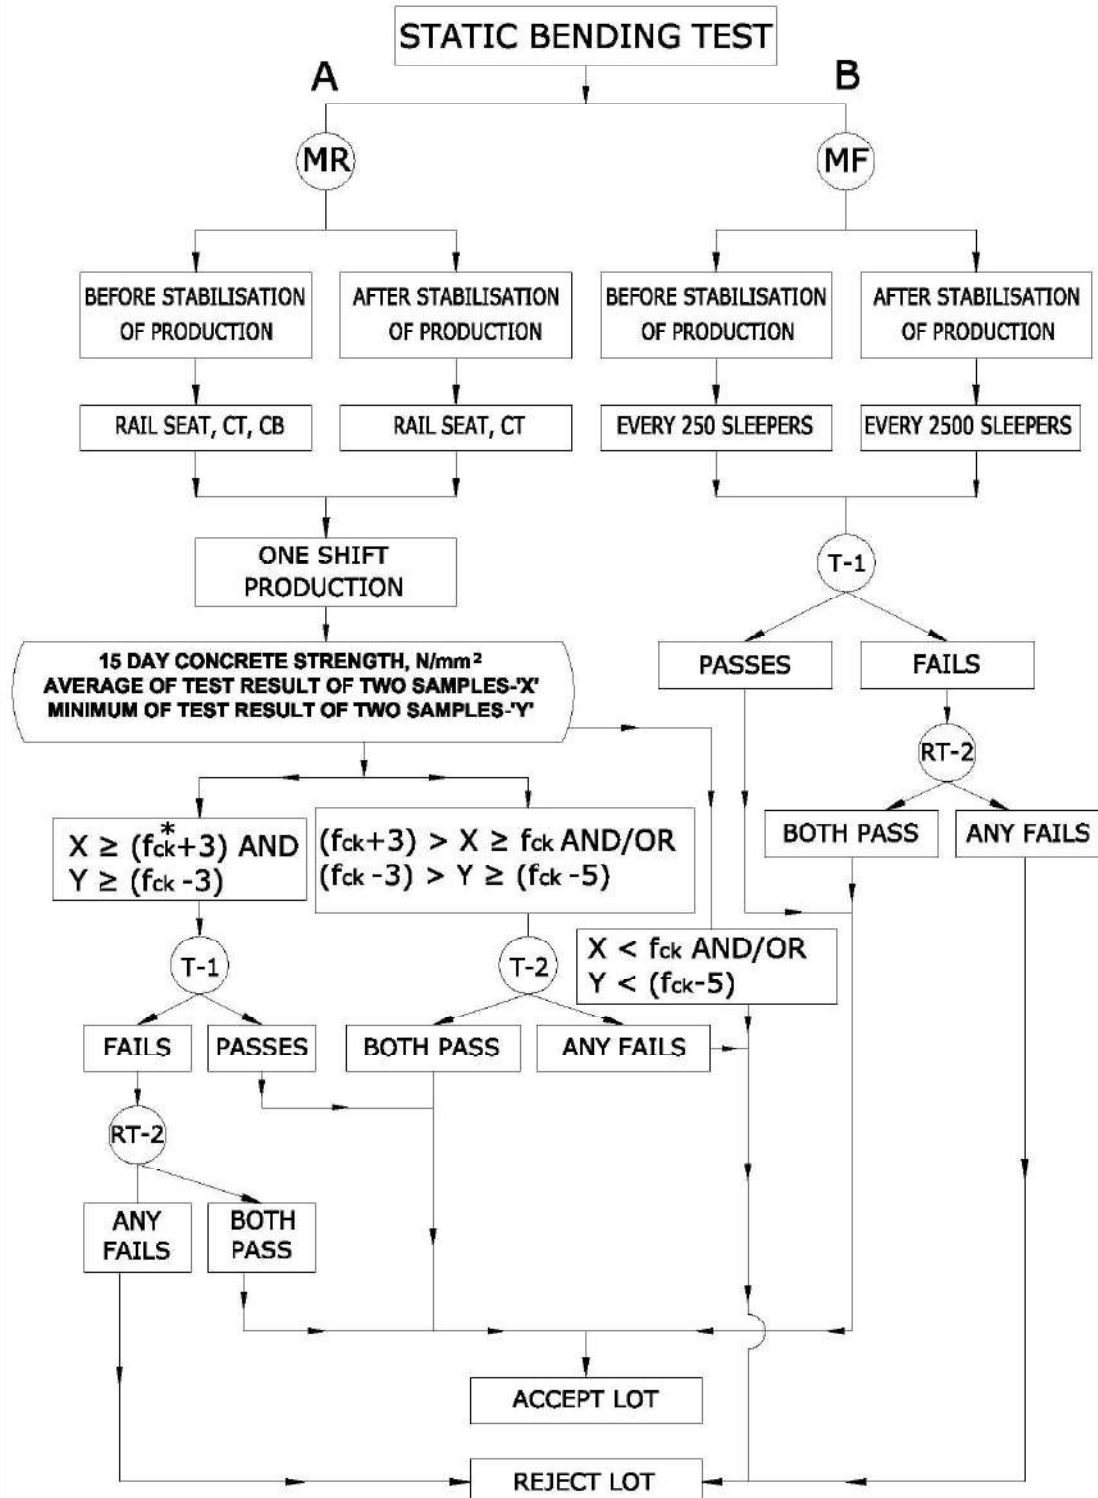 STATIC BENDING TEST
A
B
MR
MF
BEFORE STABILISATION
OF PRODUCTION
AFTER STABILISATION
OF PRODUCTION
BEFORE STABILISATION
OF PRODUCTION
AFTER STABILISATION
OF PRODUCTION
RAIL SEAT, CT, CB
RAIL SEAT, CT
EVERY 250 SLEEPERS
EVERY 2500 SLEEPERS
ONE SHIFT
PRODUCTION
T-1
15 DAY CONCRETE STRENGTH, N/mm²
AVERAGE OF TEST RESULT OF TWO SAMPLES-'X'
MINIMUM OF TEST RESULT OF TWO SAMPLES-'Y'
PASSES
FAILS
RT-2
X ≥ (fck*+3) AND
Y ≥ (fck -3)
(fck+3) > X ≥ fck AND/OR
(fck -3) > Y ≥ (fck -5)
BOTH PASS
ANY FAILS
T-1
T-2
X < fck AND/OR
Y < (fck-5)
FAILS
PASSES
BOTH PASS
ANY FAILS
RT-2
ANY
FAILS
BOTH
PASS
ACCEPT LOT
REJECT LOT